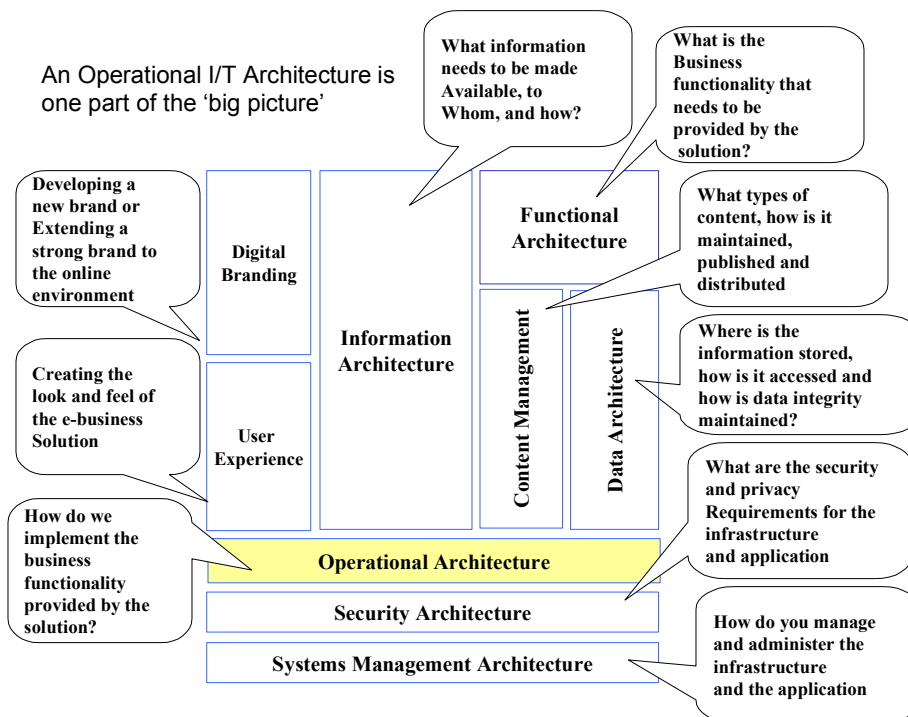 An Operational I/T Architecture is
one part of the ‘big picture’
What information
needs to be made
Available, to
Whom, and how?
What is the
Business
functionality that
needs to be
provided by the
solution?
Developing a
new brand or
Extending a
strong brand to
the online
environment
Digital
Branding
Information
Architecture
Functional
Architecture
What types of
content, how is it
maintained,
published and
distributed
Creating the
look and feel of
the e-business
Solution
User
Experience
Content Management
Data Architecture
Where is the
information stored,
how is it accessed and
how is data integrity
maintained?
How do we
implement the
business
functionality
provided by the
solution?
Operational Architecture
What are the security
and privacy
Requirements for the
infrastructure
and application
Security Architecture
Systems Management Architecture
How do you manage
and administer the
infrastructure
and the application